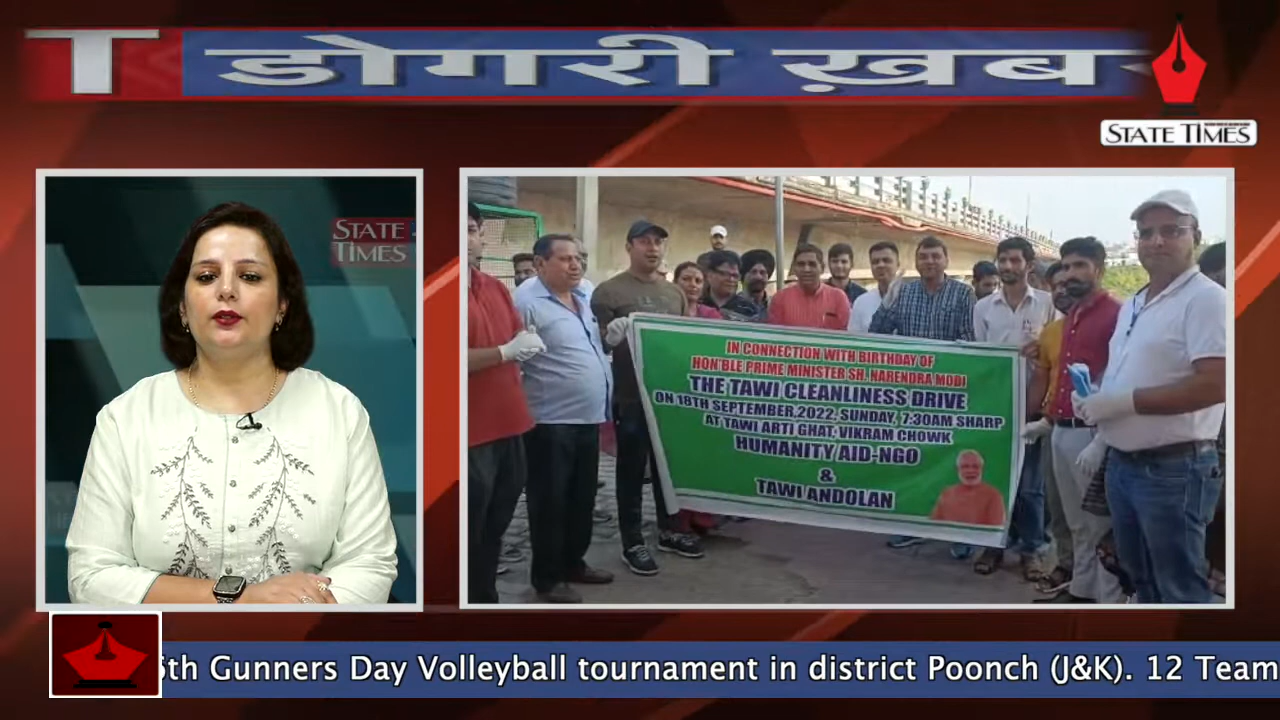 T डोगरी ख़बर
STATE TIMES
STATE TIMES
IN CONNECTION WITH BIRTHDAY OF
HON'BLE PRIME MINISTER SH. NARENDRA MODI
THE TAWI CLEANLINESS DRIVE
ON 18TH SEPTEMBER,2022, SUNDAY, 7:30AM SHARP
AT TAWI ARTI GHAT, VIKRAM CHOWK
HUMANITY AID-NGO
&
TAWI ANDOLAN
5th Gunners Day Volleyball tournament in district Poonch (J&K). 12 Team